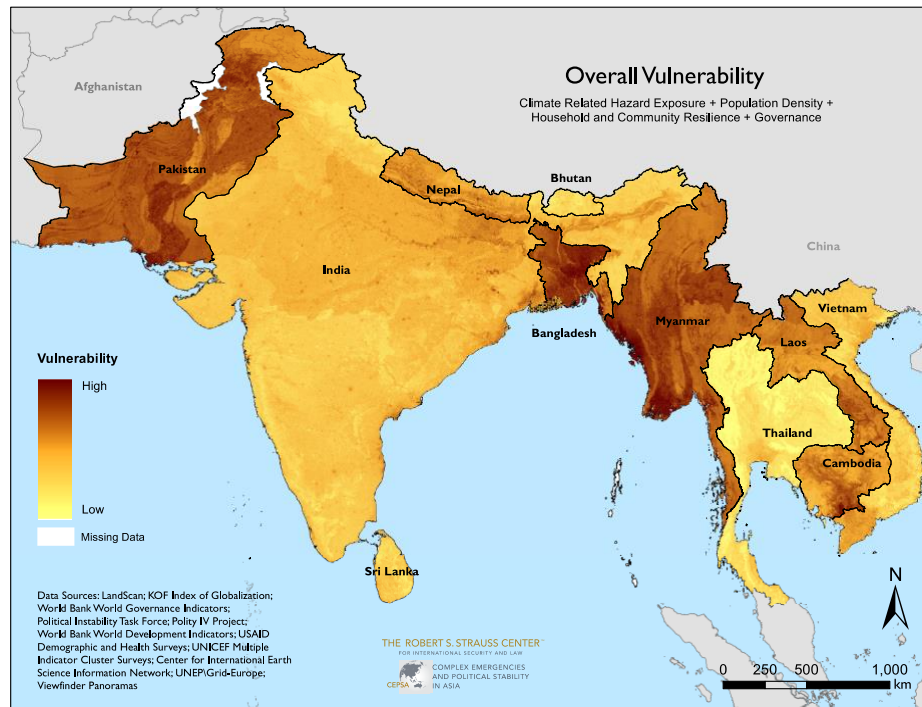 Overall Vulnerability
Climate Related Hazard Exposure + Population Density +
Household and Community Resilience + Governance
Afghanistan
Pakistan
Nepal
Bhutan
China
India
Bangladesh
Myanmar
Vietnam
Laos
Thailand
Cambodia
Sri Lanka
Vulnerability
High
Low
Missing Data
Data Sources: LandScan; KOF Index of Globalization;
World Bank World Governance Indicators;
Political Instability Task Force; Polity IV Project;
World Bank World Development Indicators; USAID
Demographic and Health Surveys; UNICEF Multiple
Indicator Cluster Surveys; Center for International Earth
Science Information Network; UNEP\Grid-Europe;
Viewfinder Panoramas
THE ROBERT S. STRAUSS CENTER™
FOR INTERNATIONAL SECURITY AND LAW
CEPSA
COMPLEX EMERGENCIES
AND POLITICAL STABILITY
IN ASIA
N
0 250 500 1,000
km